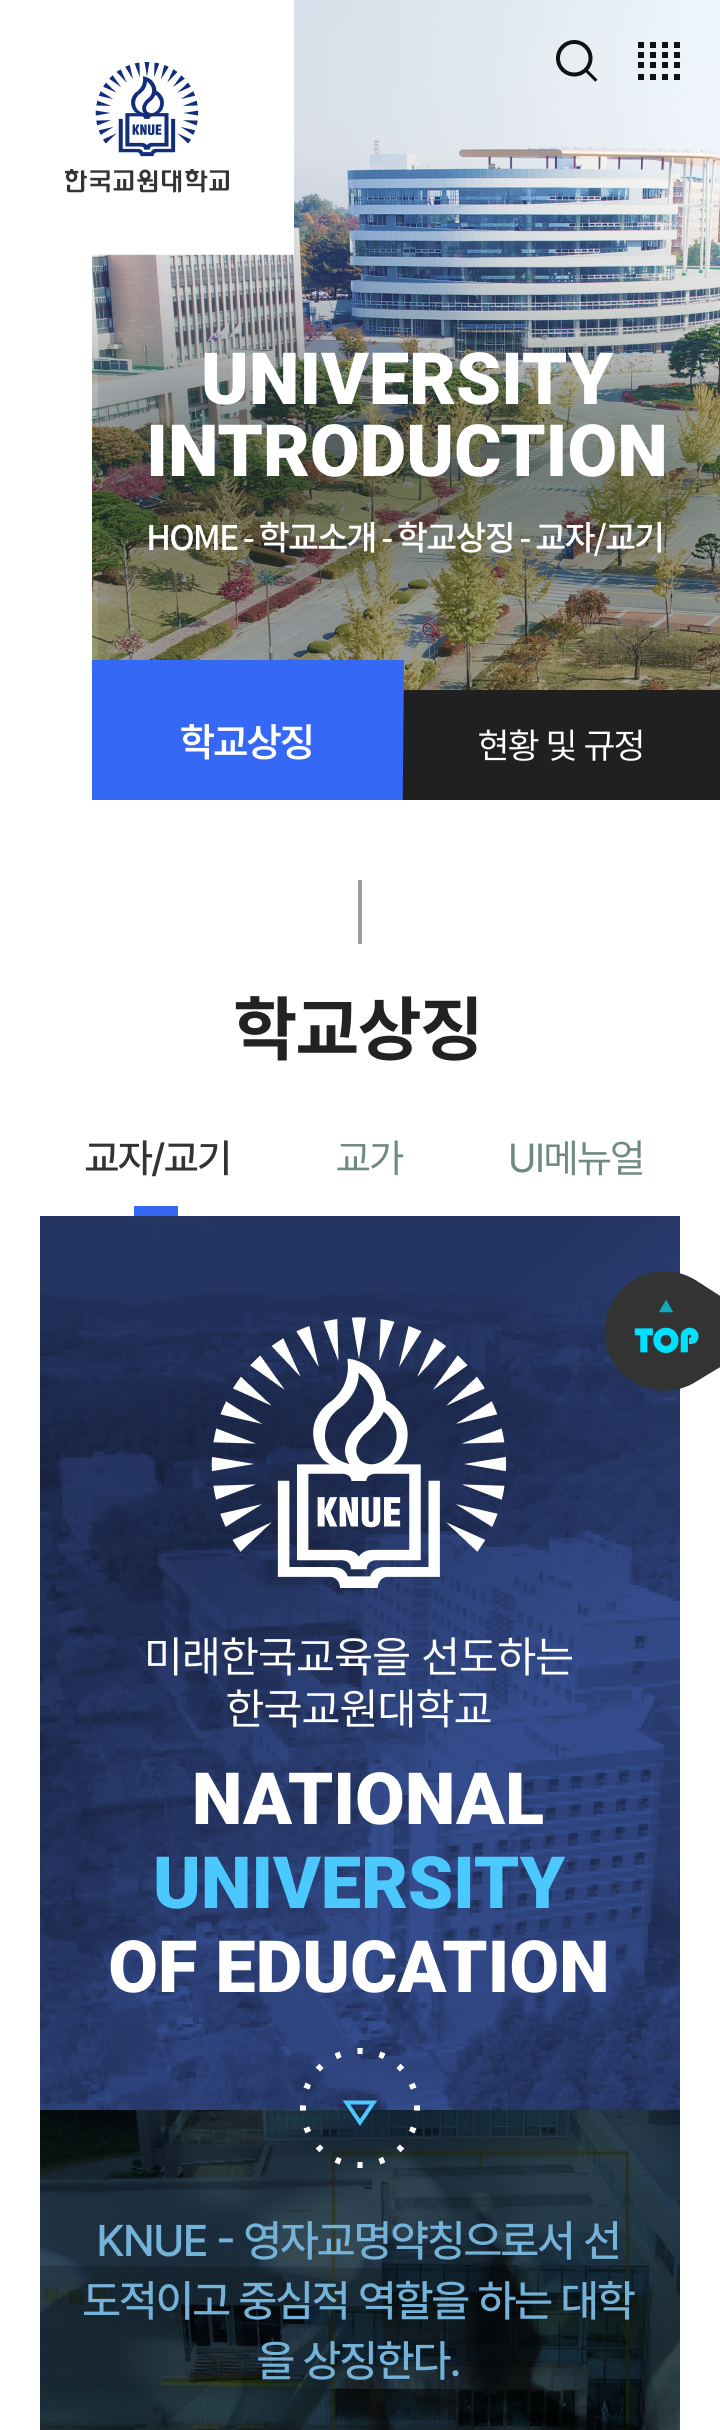 KNUE
한국교원대학교
UNIVERSITY
INTRODUCTION
HOME - 학교소개 - 학교상징 - 교자/교기
학교상징
현황 및 규정
학교상징
교자/교기
교가
UI메뉴얼
TOP
KNUE
미래한국교육을 선도하는
한국교원대학교
NATIONAL
UNIVERSITY
OF EDUCATION
KNUE - 영자교명약칭으로서 선
도적이고 중심적 역할을 하는 대학
을 상징한다.